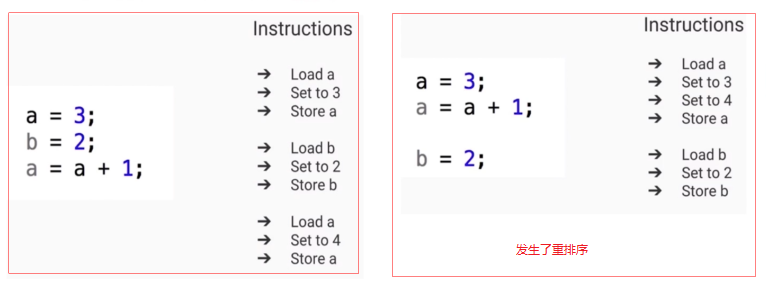 Instructions
a = 3;
b = 2;
a = a + 1;
➔ Load a
➔ Set to 3
➔ Store a
➔ Load b
➔ Set to 2
➔ Store b
➔ Load a
➔ Set to 4
➔ Store a
Instructions
a = 3;
a = a + 1;
b = 2;
➔ Load a
➔ Set to 3
➔ Set to 4
➔ Store a
➔ Load b
➔ Set to 2
➔ Store b
发生了重排序